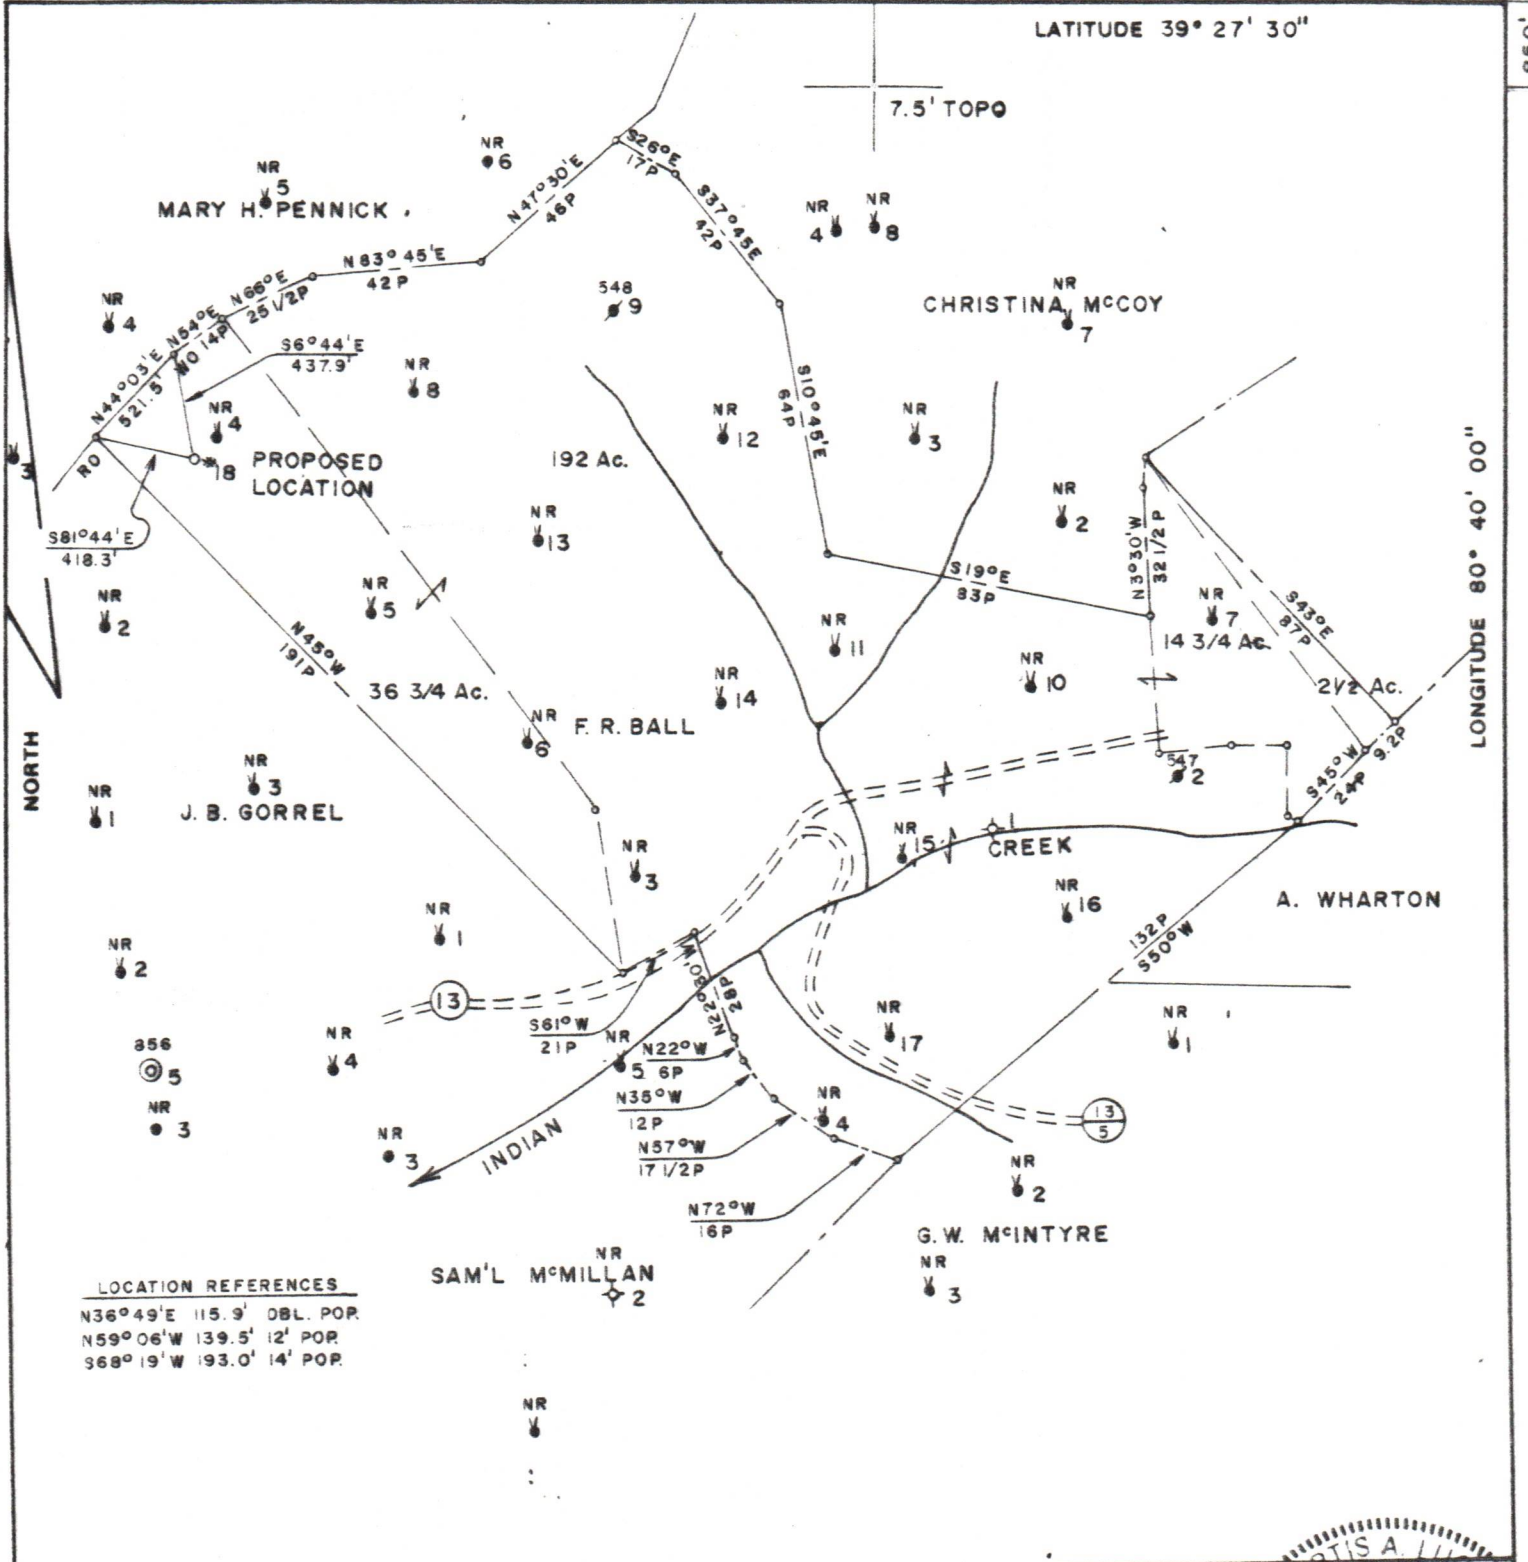 LATITUDE 39° 27' 30"
7.5' TOPO
NR
6
NR
5
MARY H. PENNICK
S26°E
17P
N47°30'E
46P
S37°45E
42P
NR
4
NR
8
N83°45'E
42P
N66°E
25 1/2P
NR
4
548
9
CHRISTINA McCOY
NR
7
N54°E
WO 14P
S6°44'E
437.9'
N44°03'E
521.5'
NR
8
NR
4
S10°45'E
64P
NR
12
NR
3
3
RO
18
PROPOSED
LOCATION
192 Ac.
NR
13
NR
2
N3°30'W
32 1/2 P
S81°44'E
418.3'
S19°E
83P
LONGITUDE 80° 40' 00"
NR
2
NR
5
NR
7
S43°E
87P
14 3/4 Ac.
NR
11
N45°W
191P
36 3/4 Ac.
NR
14
NR
10
2 1/2 Ac.
NR
6
F. R. BALL
NORTH
NR
3
J. B. GORREL
NR
1
547
2
S45°W
24P 9.2P
NR
15
1
CREEK
NR
3
NR
16
A. WHARTON
NR
1
132P
S50°W
NR
2
13
N22°30'W
28P
S61°W
21P
NR
17
NR
1
NR
4
856
5
NR
5
N22°W
6P
N35°W
12P
NR
4
13
5
NR
3
NR
3
INDIAN
N57°W
17 1/2P
N72°W
16P
NR
2
G.W. McINTYRE
NR
3
SAM'L McMILLAN
NR
2
LOCATION REFERENCES
N36°49'E 115.9' DBL. POP.
N59°06'W 139.5' 12' POP.
S68°19'W 193.0' 14' POP.
NR